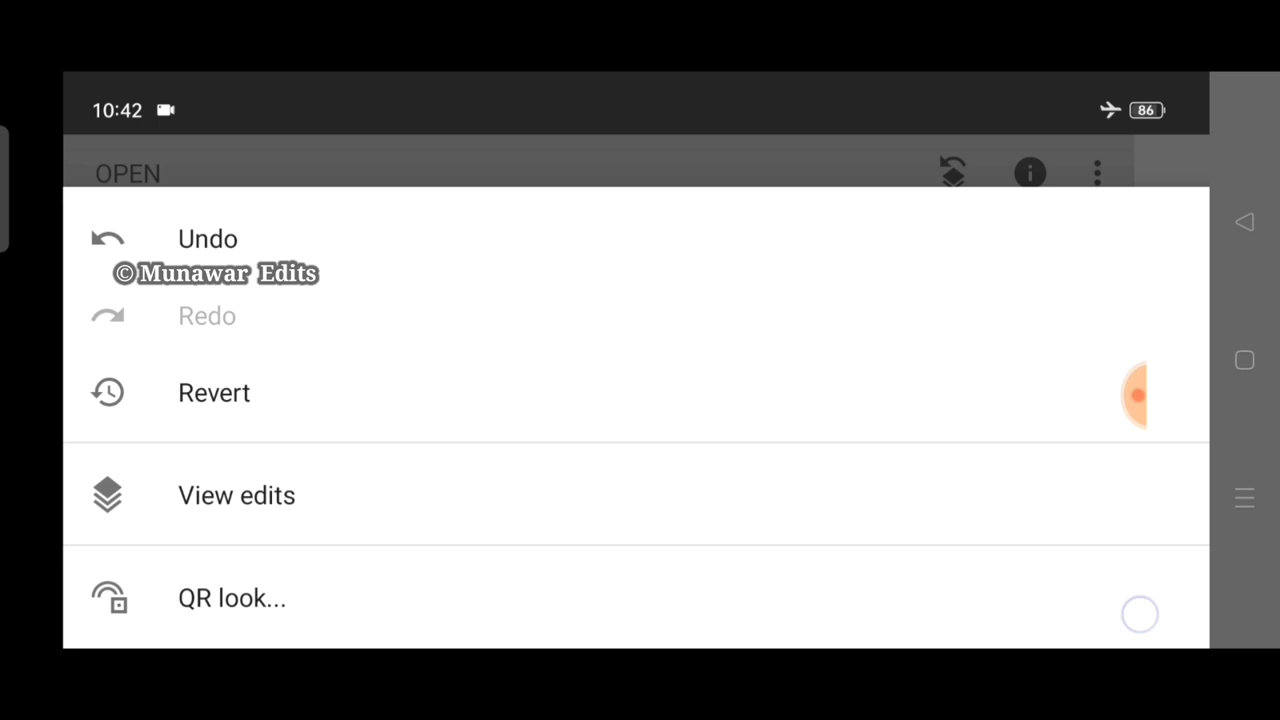 10:42
86
OPEN
Undo
© Munawar Edits
Redo
Revert
View edits
QR look...